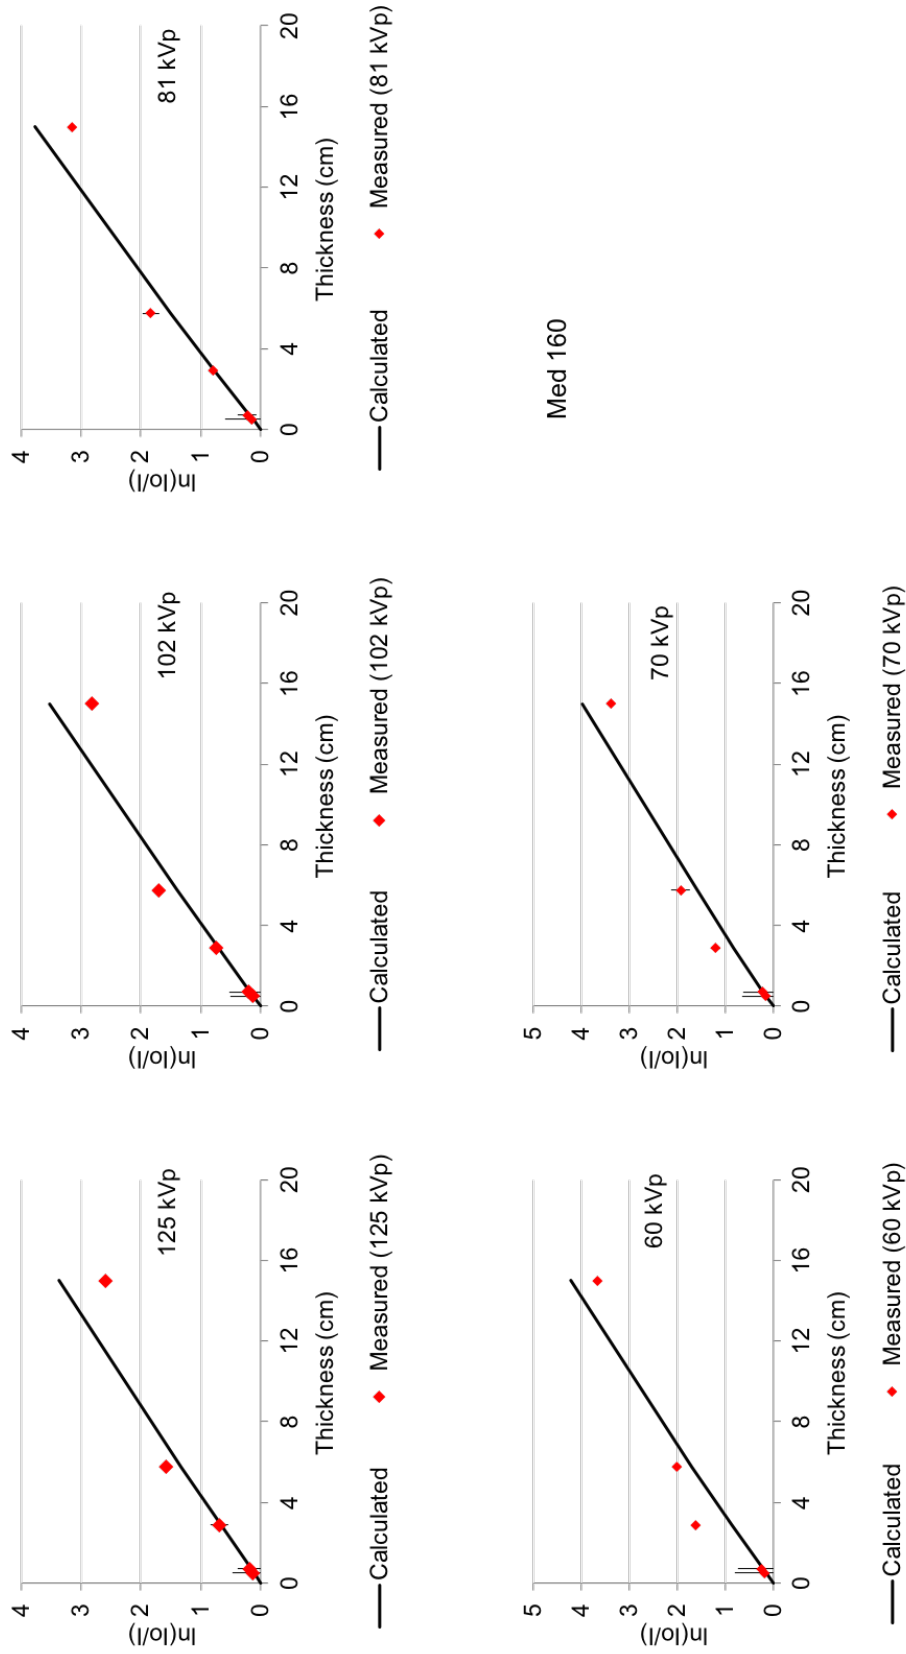 4
3
2
1
0
ln(Io/I)
125 kVp
0 4 8 12 16 20
Thickness (cm)
Calculated Measured (125 kVp)
4
3
2
1
0
ln(Io/I)
102 kVp
0 4 8 12 16 20
Thickness (cm)
Calculated Measured (102 kVp)
4
3
2
1
0
ln(Io/I)
81 kVp
0 4 8 12 16 20
Thickness (cm)
Calculated Measured (81 kVp)
5
4
3
2
1
0
ln(Io/I)
60 kVp
0 4 8 12 16 20
Thickness (cm)
Calculated Measured (60 kVp)
5
4
3
2
1
0
ln(Io/I)
70 kVp
0 4 8 12 16 20
Thickness (cm)
Calculated Measured (70 kVp)
Med 160